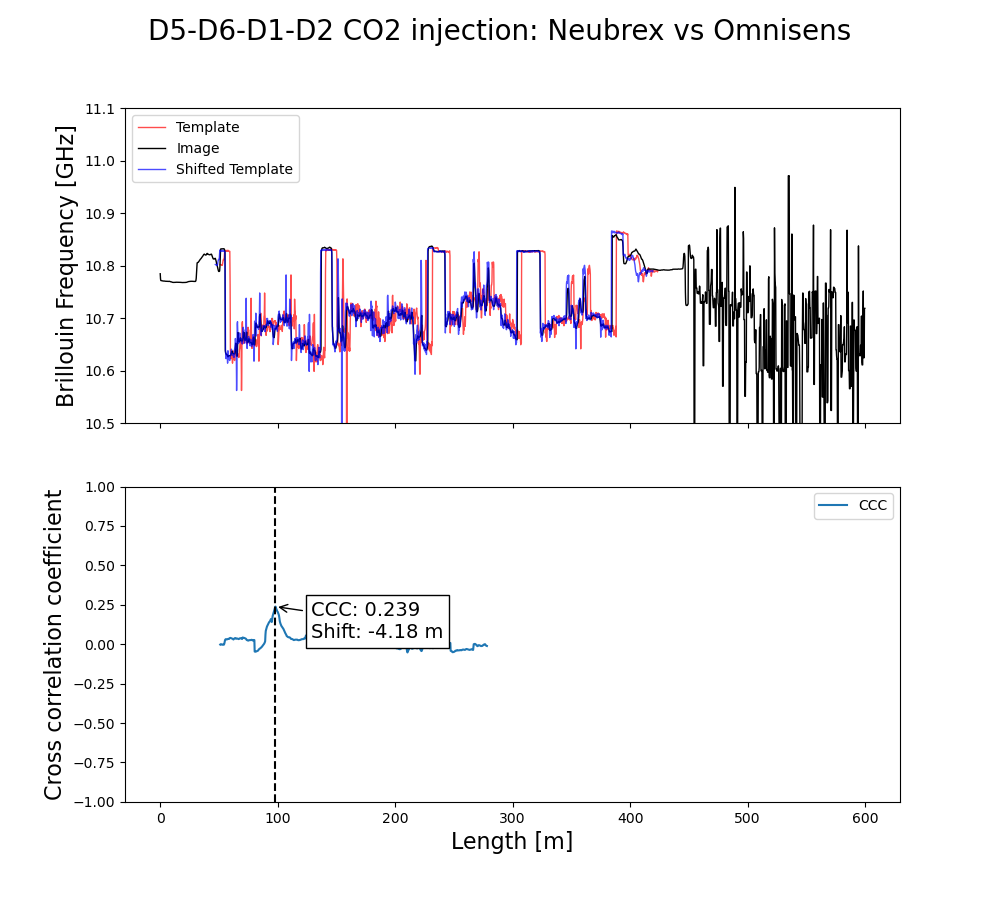 D5-D6-D1-D2 CO2 injection: Neubrex vs Omnisens
Brillouin Frequency [GHz]
11.1
11.0
10.9
10.8
10.7
10.6
10.5
Template
Image
Shifted Template
Cross correlation coefficient
1.00
0.75
0.50
0.25
0.00
−0.25
−0.50
−0.75
−1.00
CCC
CCC: 0.239
Shift: -4.18 m
0 100 200 300 400 500 600
Length [m]